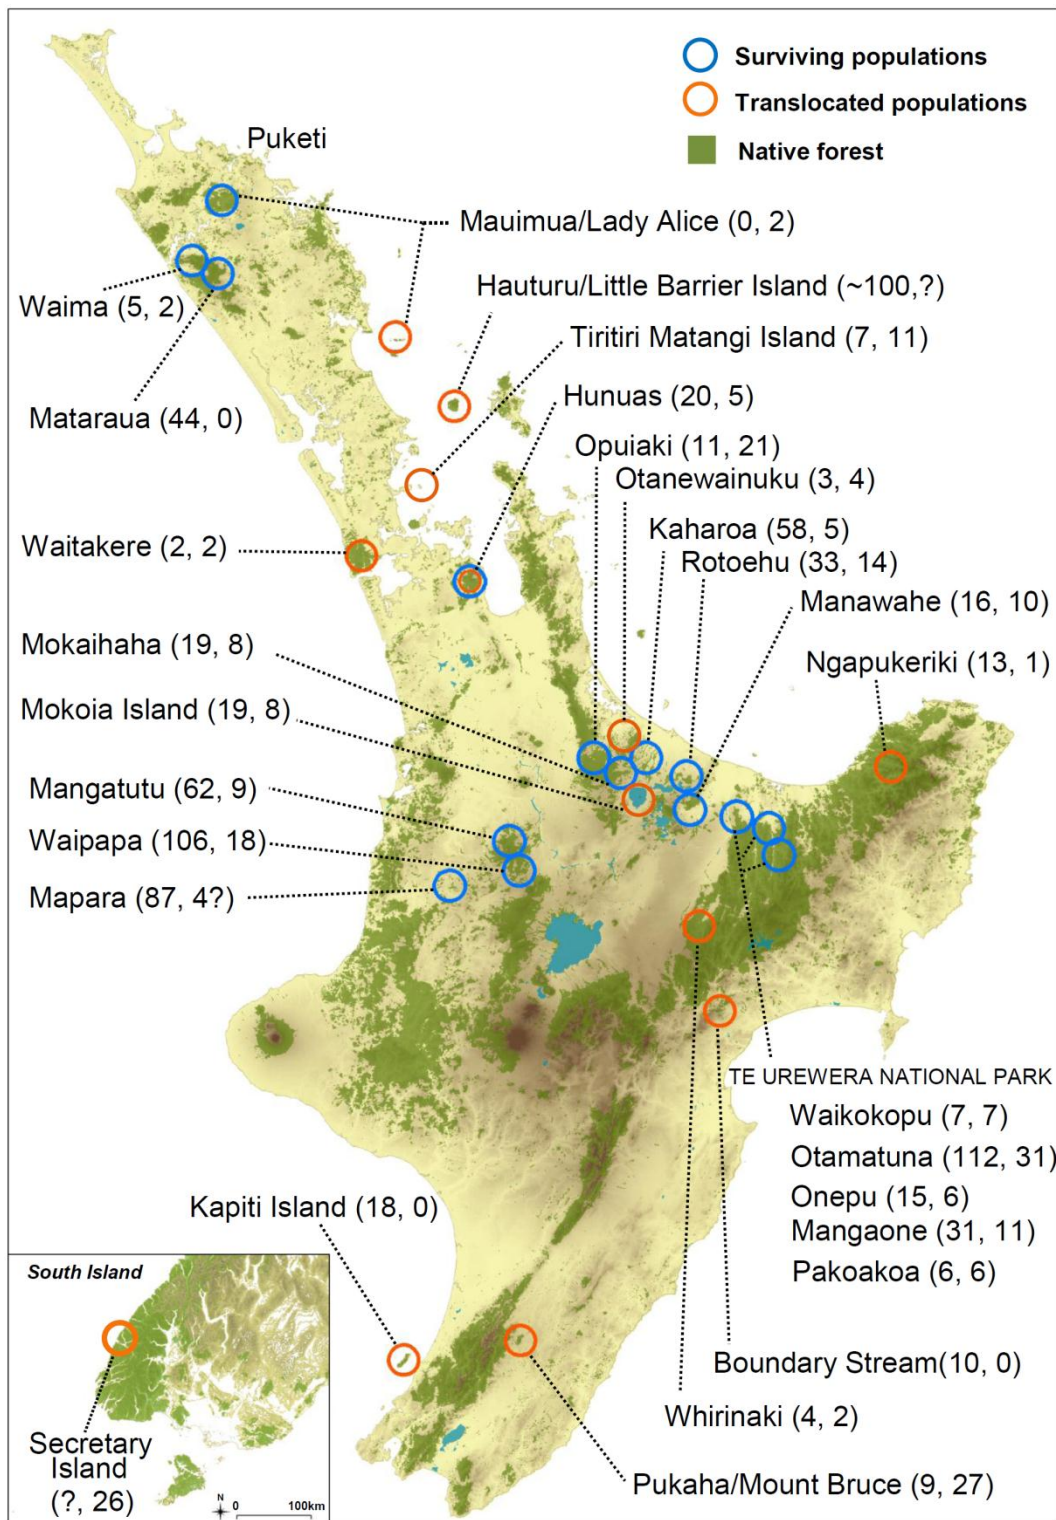 Surviving populations
Translocated populations
Native forest
Puketi
Mauimua/Lady Alice (0, 2)
Hauturu/Little Barrier Island (~100,?)
Waima (5, 2)
Tiritiri Matangi Island (7, 11)
Hunuas (20, 5)
Mataraua (44, 0)
Opuiaki (11, 21)
Otanewainuku (3, 4)
Kaharoa (58, 5)
Waitakere (2, 2)
Rotoehu (33, 14)
Manawahe (16, 10)
Mokaihaha (19, 8)
Ngapukeriki (13, 1)
Mokoia Island (19, 8)
Mangatutu (62, 9)
Waipapa (106, 18)
Mapara (87, 4?)
TE UREWERA NATIONAL PARK
Waikokopu (7, 7)
Otamatuna (112, 31)
Onepu (15, 6)
Mangaone (31, 11)
Pakoakoa (6, 6)
Kapiti Island (18, 0)
Boundary Stream(10, 0)
Whirinaki (4, 2)
Pukaha/Mount Bruce (9, 27)
South Island
Secretary
Island
(?, 26)
N
0 100km